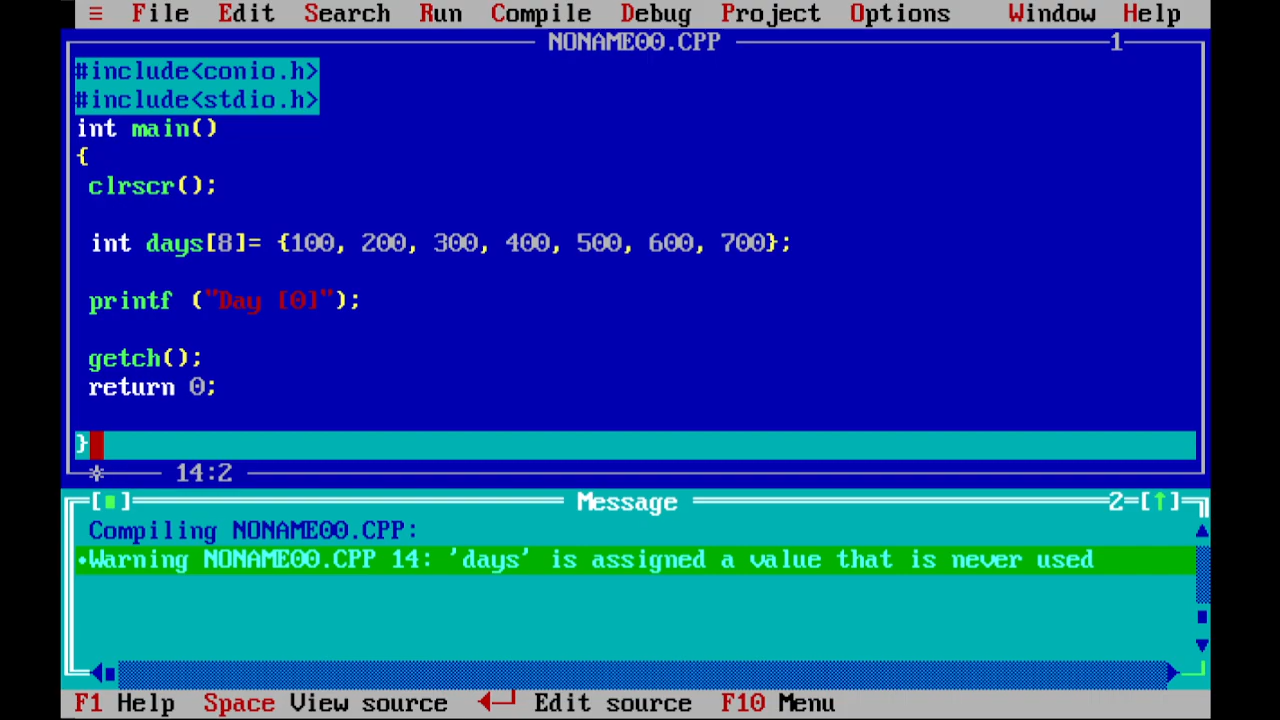 ≡ File Edit Search Run Compile Debug Project Options Window Help
NONAME00.CPP 1
#include<conio.h>
#include<stdio.h>
int main()
{
clrscr();
int days[8]= {100, 200, 300, 400, 500, 600, 700};
printf ("Day [0]");
getch();
return 0;
}
14:2
[■] Message 2=[↑]
Compiling NONAME00.CPP:
•Warning NONAME00.CPP 14: 'days' is assigned a value that is never used
F1 Help Space View source ◄─┘ Edit source F10 Menu